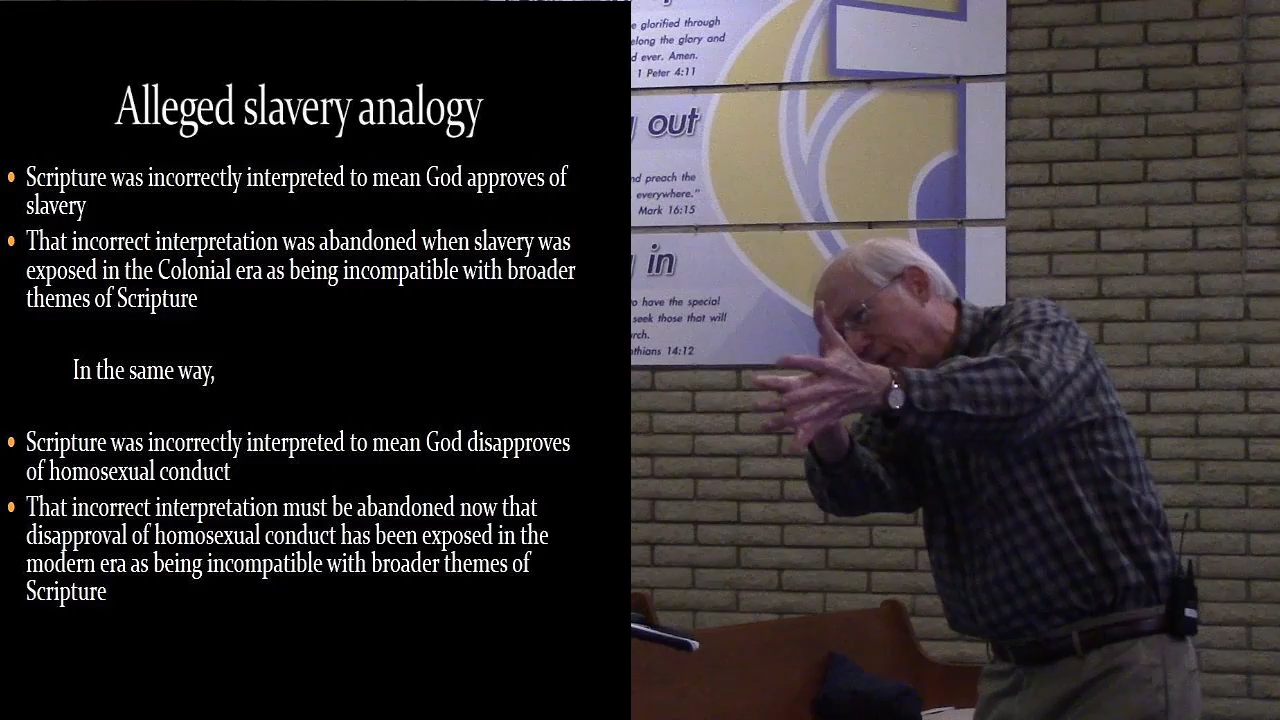 Alleged slavery analogy
• Scripture was incorrectly interpreted to mean God approves of
slavery
• That incorrect interpretation was abandoned when slavery was
exposed in the Colonial era as being incompatible with broader
themes of Scripture
In the same way,
• Scripture was incorrectly interpreted to mean God disapproves
of homosexual conduct
• That incorrect interpretation must be abandoned now that
disapproval of homosexual conduct has been exposed in the
modern era as being incompatible with broader themes of
Scripture
e glorified through
elong the glory and
d ever. Amen.
1 Peter 4:11
out
nd preach the
everywhere."
Mark 16:15
in
to have the special
seek those that will
urch.
nthians 14:12